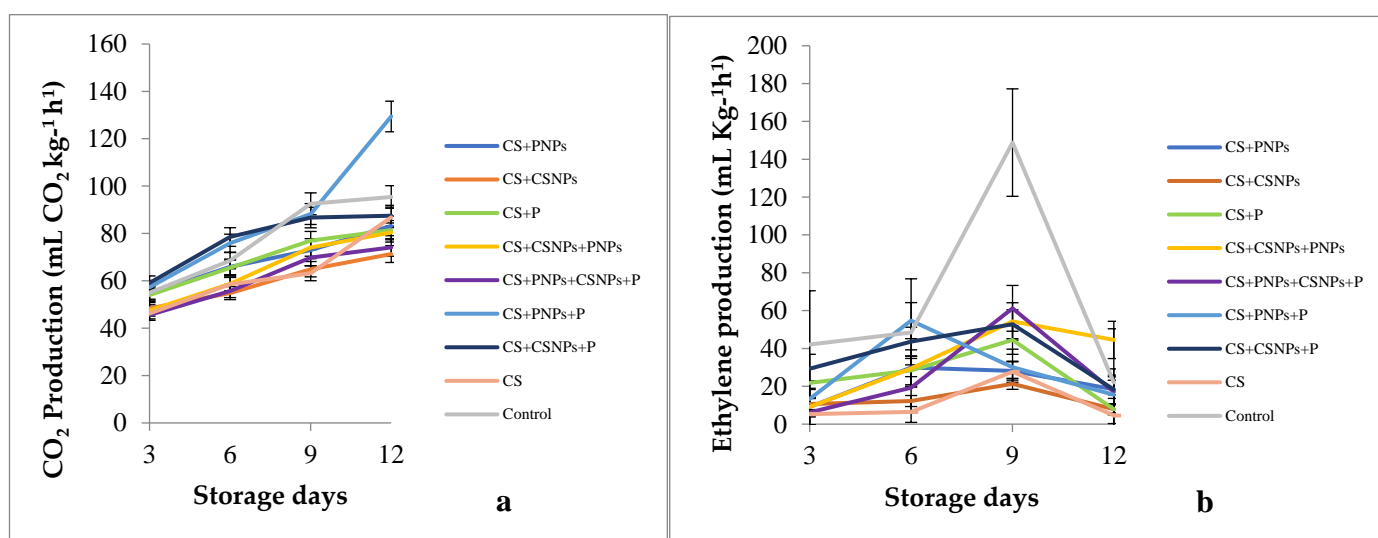 CO₂ Production (mL CO₂ kg-¹ h¹)
160
140
120
100
80
60
40
20
0
3 6 9 12
Storage days
a
CS+PNPs
CS+CSNPs
CS+P
CS+CSNPs+PNPs
CS+PNPs+CSNPs+P
CS+PNPs+P
CS+CSNPs+P
CS
Control
Ethylene production (mL Kg-¹h¹)
200
180
160
140
120
100
80
60
40
20
0
3 6 9 12
Storage days
b
CS+PNPs
CS+CSNPs
CS+P
CS+CSNPs+PNPs
CS+PNPs+CSNPs+P
CS+PNPs+P
CS+CSNPs+P
CS
Control